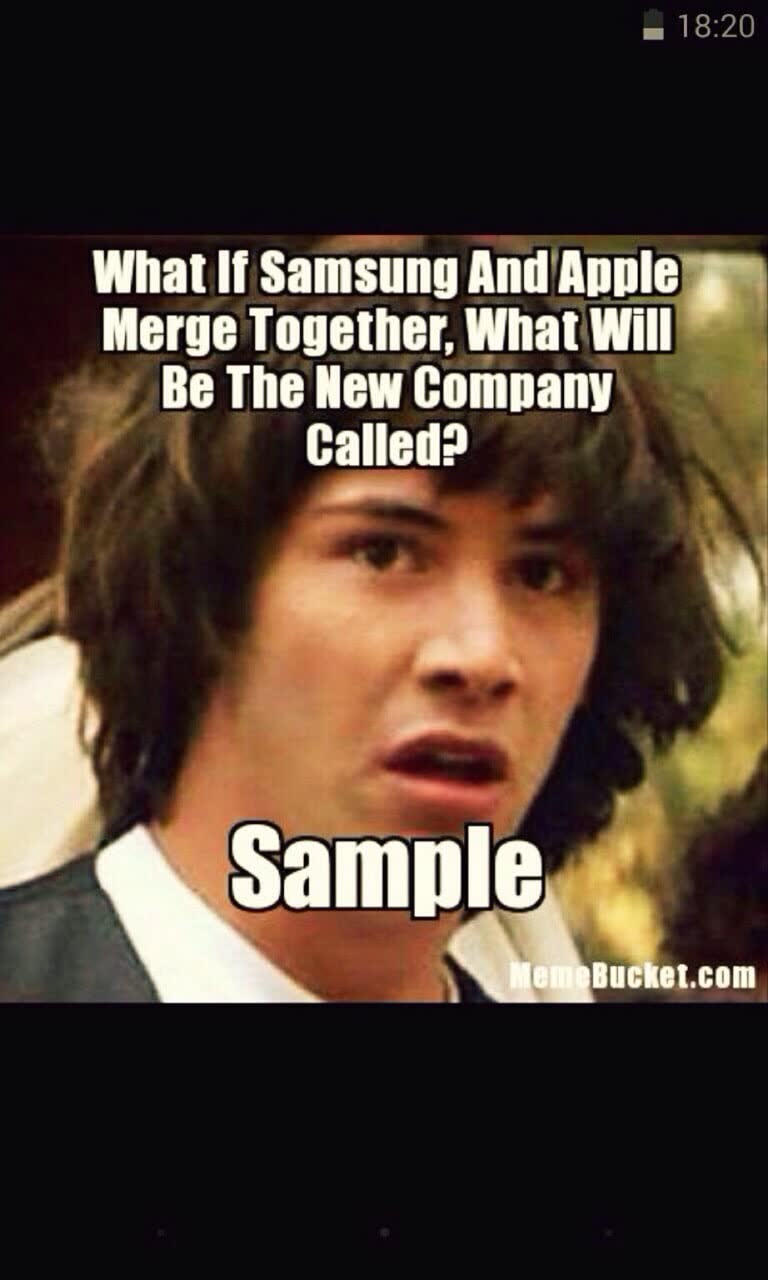 18:20
What If Samsung And Apple
Merge Together, What Will
Be The New Company
Called?
Sample
MemeBucket.com